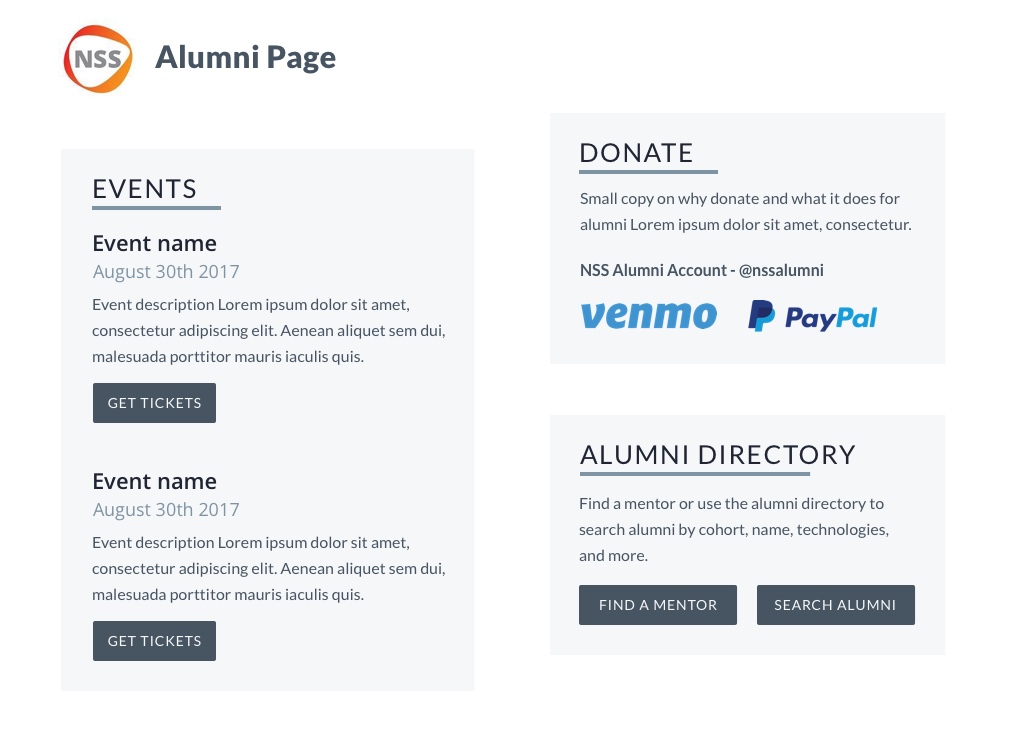 NSS
Alumni Page
EVENTS
Event name
August 30th 2017
Event description Lorem ipsum dolor sit amet,
consectetur adipiscing elit. Aenean aliquet sem dui,
malesuada porttitor mauris iaculis quis.
GET TICKETS
Event name
August 30th 2017
Event description Lorem ipsum dolor sit amet,
consectetur adipiscing elit. Aenean aliquet sem dui,
malesuada porttitor mauris iaculis quis.
GET TICKETS
DONATE
Small copy on why donate and what it does for
alumni Lorem ipsum dolor sit amet, consectetur.
NSS Alumni Account - @nssalumni
venmo PayPal
ALUMNI DIRECTORY
Find a mentor or use the alumni directory to
search alumni by cohort, name, technologies,
and more.
FIND A MENTOR SEARCH ALUMNI